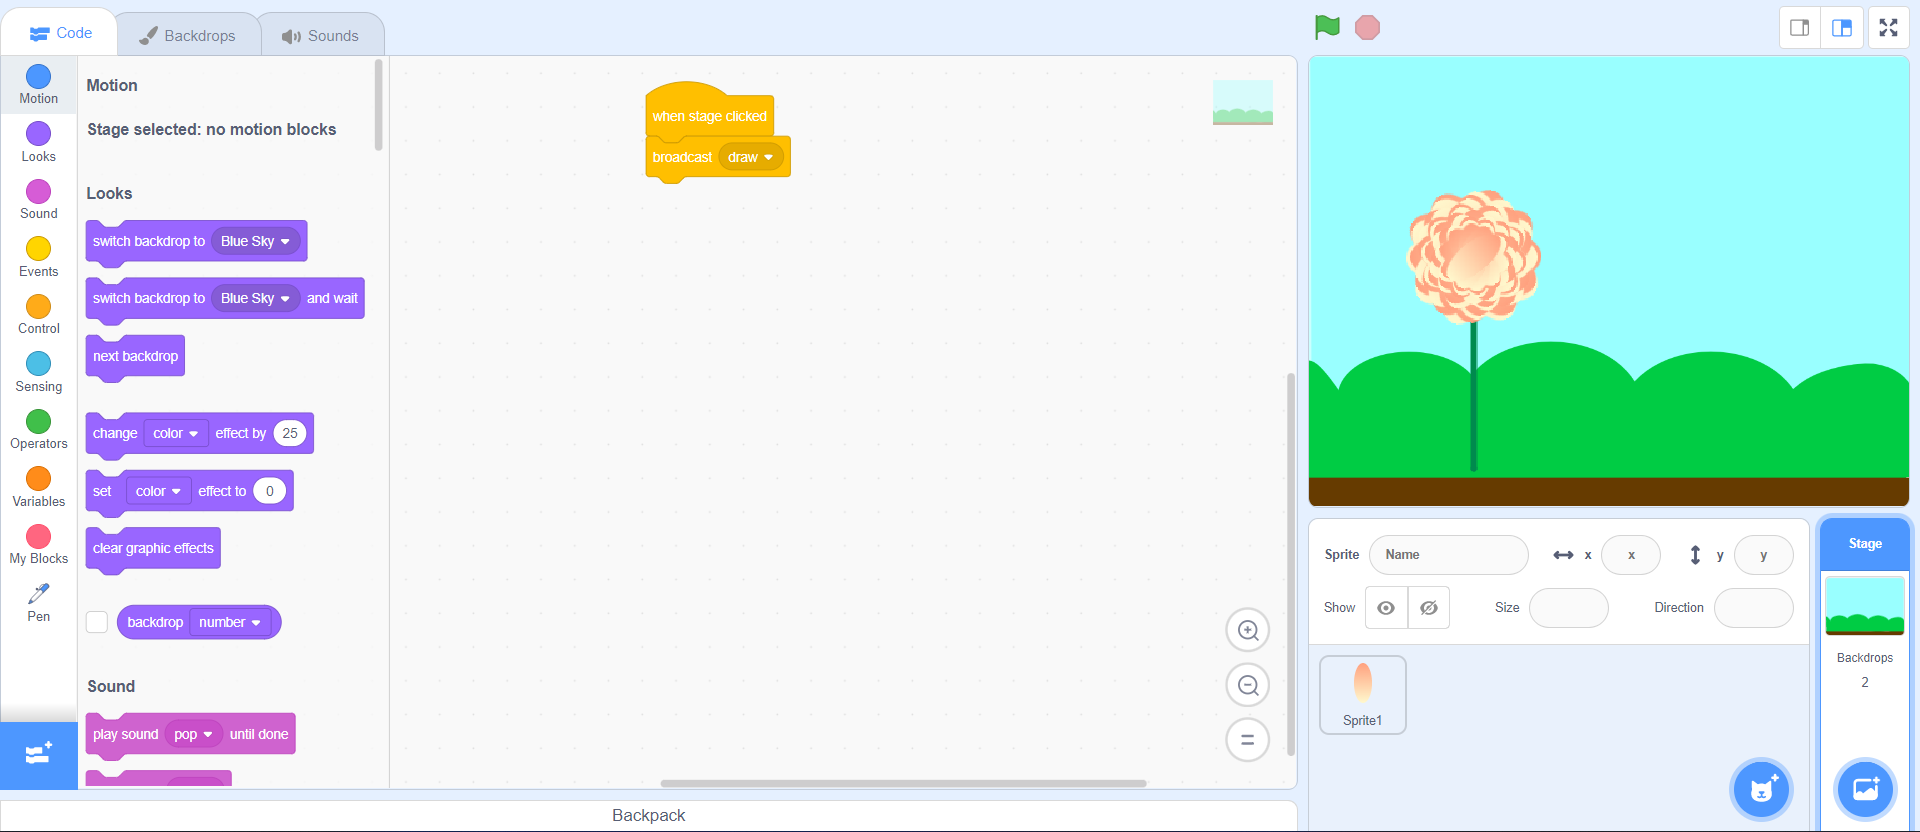 Code
Backdrops
Sounds
Motion
Looks
Sound
Events
Control
Sensing
Operators
Variables
My Blocks
Pen
Motion
Stage selected: no motion blocks
Looks
switch backdrop to Blue Sky
switch backdrop to Blue Sky and wait
next backdrop
change color effect by 25
set color effect to 0
clear graphic effects
backdrop number
Sound
play sound pop until done
when stage clicked
broadcast draw
Backpack
Sprite Name x x y y
Show Size Direction
Sprite1
Stage
Backdrops
2